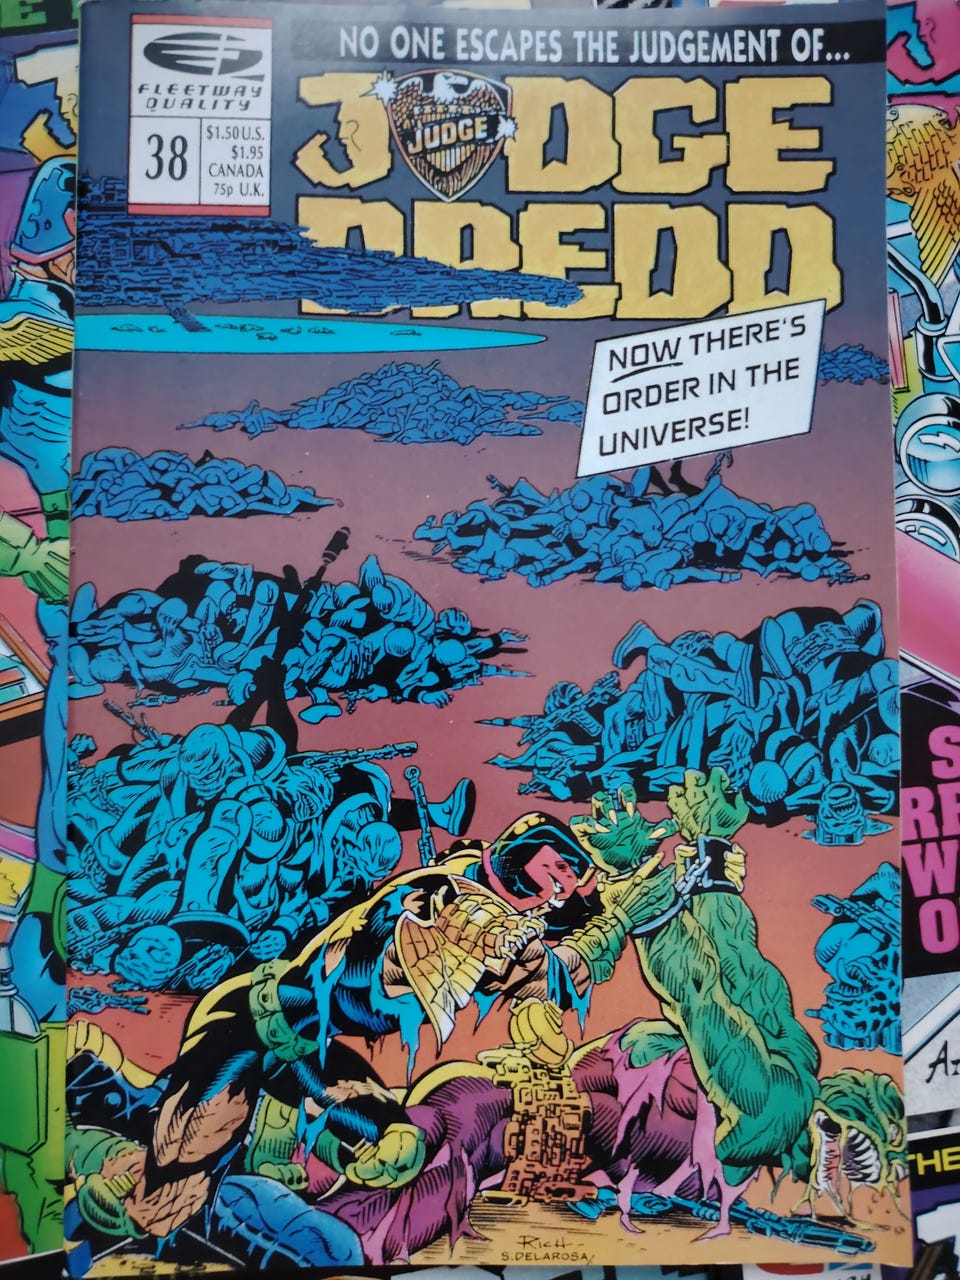 NO ONE ESCAPES THE JUDGEMENT OF...
FLEETWAY
QUALITY
38
$1.50 U.S.
$1.95
CANADA
75p U.K.
JUDGE
JUDGE
DREDD
NOW THERE'S
ORDER IN THE
UNIVERSE!
RICH
S. DELAROSA
THE